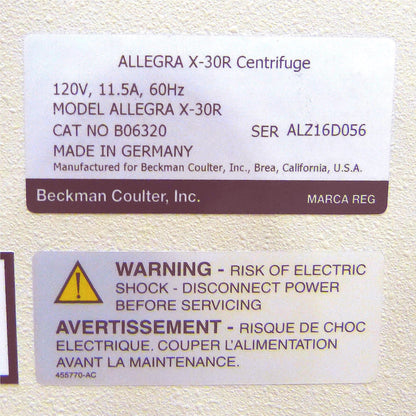 ALLEGRA X-30R Centrifuge
120V, 11.5A, 60Hz
MODEL ALLEGRA X-30R
CAT NO B06320 SER ALZ16D056
MADE IN GERMANY
Manufactured for Beckman Coulter, Inc., Brea, California, U.S.A.
Beckman Coulter, Inc. MARCA REG
WARNING - RISK OF ELECTRIC
SHOCK - DISCONNECT POWER
BEFORE SERVICING
AVERTISSEMENT - RISQUE DE CHOC
ELECTRIQUE. COUPER L'ALIMENTATION
AVANT LA MAINTENANCE.
455770-AC